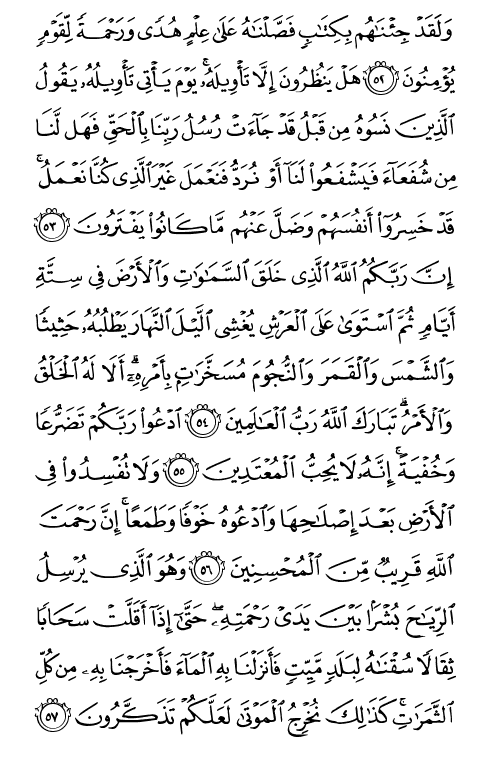 وَلَقَدۡ جِئۡنَٰهُم بِكِتَٰبٖ فَصَّلۡنَٰهُ عَلَىٰ عِلۡمٍ هُدٗى وَرَحۡمَةٗ لِّقَوۡمٖ
يُؤۡمِنُونَ ٥٢ هَلۡ يَنظُرُونَ إِلَّا تَأۡوِيلَهُۥۚ يَوۡمَ يَأۡتِي تَأۡوِيلُهُۥ يَقُولُ
ٱلَّذِينَ نَسُوهُ مِن قَبۡلُ قَدۡ جَآءَتۡ رُسُلُ رَبِّنَا بِٱلۡحَقِّ فَهَل لَّنَا
مِن شُفَعَآءَ فَيَشۡفَعُواْ لَنَآ أَوۡ نُرَدُّ فَنَعۡمَلَ غَيۡرَ ٱلَّذِي كُنَّا نَعۡمَلُۚ
قَدۡ خَسِرُوٓاْ أَنفُسَهُمۡ وَضَلَّ عَنۡهُم مَّا كَانُواْ يَفۡتَرُونَ ٥٣
إِنَّ رَبَّكُمُ ٱللَّهُ ٱلَّذِي خَلَقَ ٱلسَّمَٰوَٰتِ وَٱلۡأَرۡضَ فِي سِتَّةِ
أَيَّامٖ ثُمَّ ٱسۡتَوَىٰ عَلَى ٱلۡعَرۡشِۖ يُغۡشِي ٱلَّيۡلَ ٱلنَّهَارَ يَطۡلُبُهُۥ حَثِيثٗا
وَٱلشَّمۡسَ وَٱلۡقَمَرَ وَٱلنُّجُومَ مُسَخَّرَٰتِۭ بِأَمۡرِهِۦٓۗ أَلَا لَهُ ٱلۡخَلۡقُ
وَٱلۡأَمۡرُۗ تَبَارَكَ ٱللَّهُ رَبُّ ٱلۡعَٰلَمِينَ ٥٤ ٱدۡعُواْ رَبَّكُمۡ تَضَرُّعٗا
وَخُفۡيَةًۚ إِنَّهُۥ لَا يُحِبُّ ٱلۡمُعۡتَدِينَ ٥٥ وَلَا تُفۡسِدُواْ فِي
ٱلۡأَرۡضِ بَعۡدَ إِصۡلَٰحِهَا وَٱدۡعُوهُ خَوۡفٗا وَطَمَعًاۚ إِنَّ رَحۡمَتَ
ٱللَّهِ قَرِيبٞ مِّنَ ٱلۡمُحۡسِنِينَ ٥٦ وَهُوَ ٱلَّذِي يُرۡسِلُ
ٱلرِّيَٰحَ بُشۡرَۢا بَيۡنَ يَدَيۡ رَحۡمَتِهِۦۖ حَتَّىٰٓ إِذَآ أَقَلَّتۡ سَحَابٗا
ثِقَالٗا سُقۡنَٰهُ لِبَلَدٖ مَّيِّتٖ فَأَنزَلۡنَا بِهِ ٱلۡمَآءَ فَأَخۡرَجۡنَا بِهِۦ مِن كُلِّ
ٱلثَّمَرَٰتِۚ كَذَٰلِكَ نُخۡرِجُ ٱلۡمَوۡتَىٰ لَعَلَّكُمۡ تَذَكَّرُونَ ٥٧